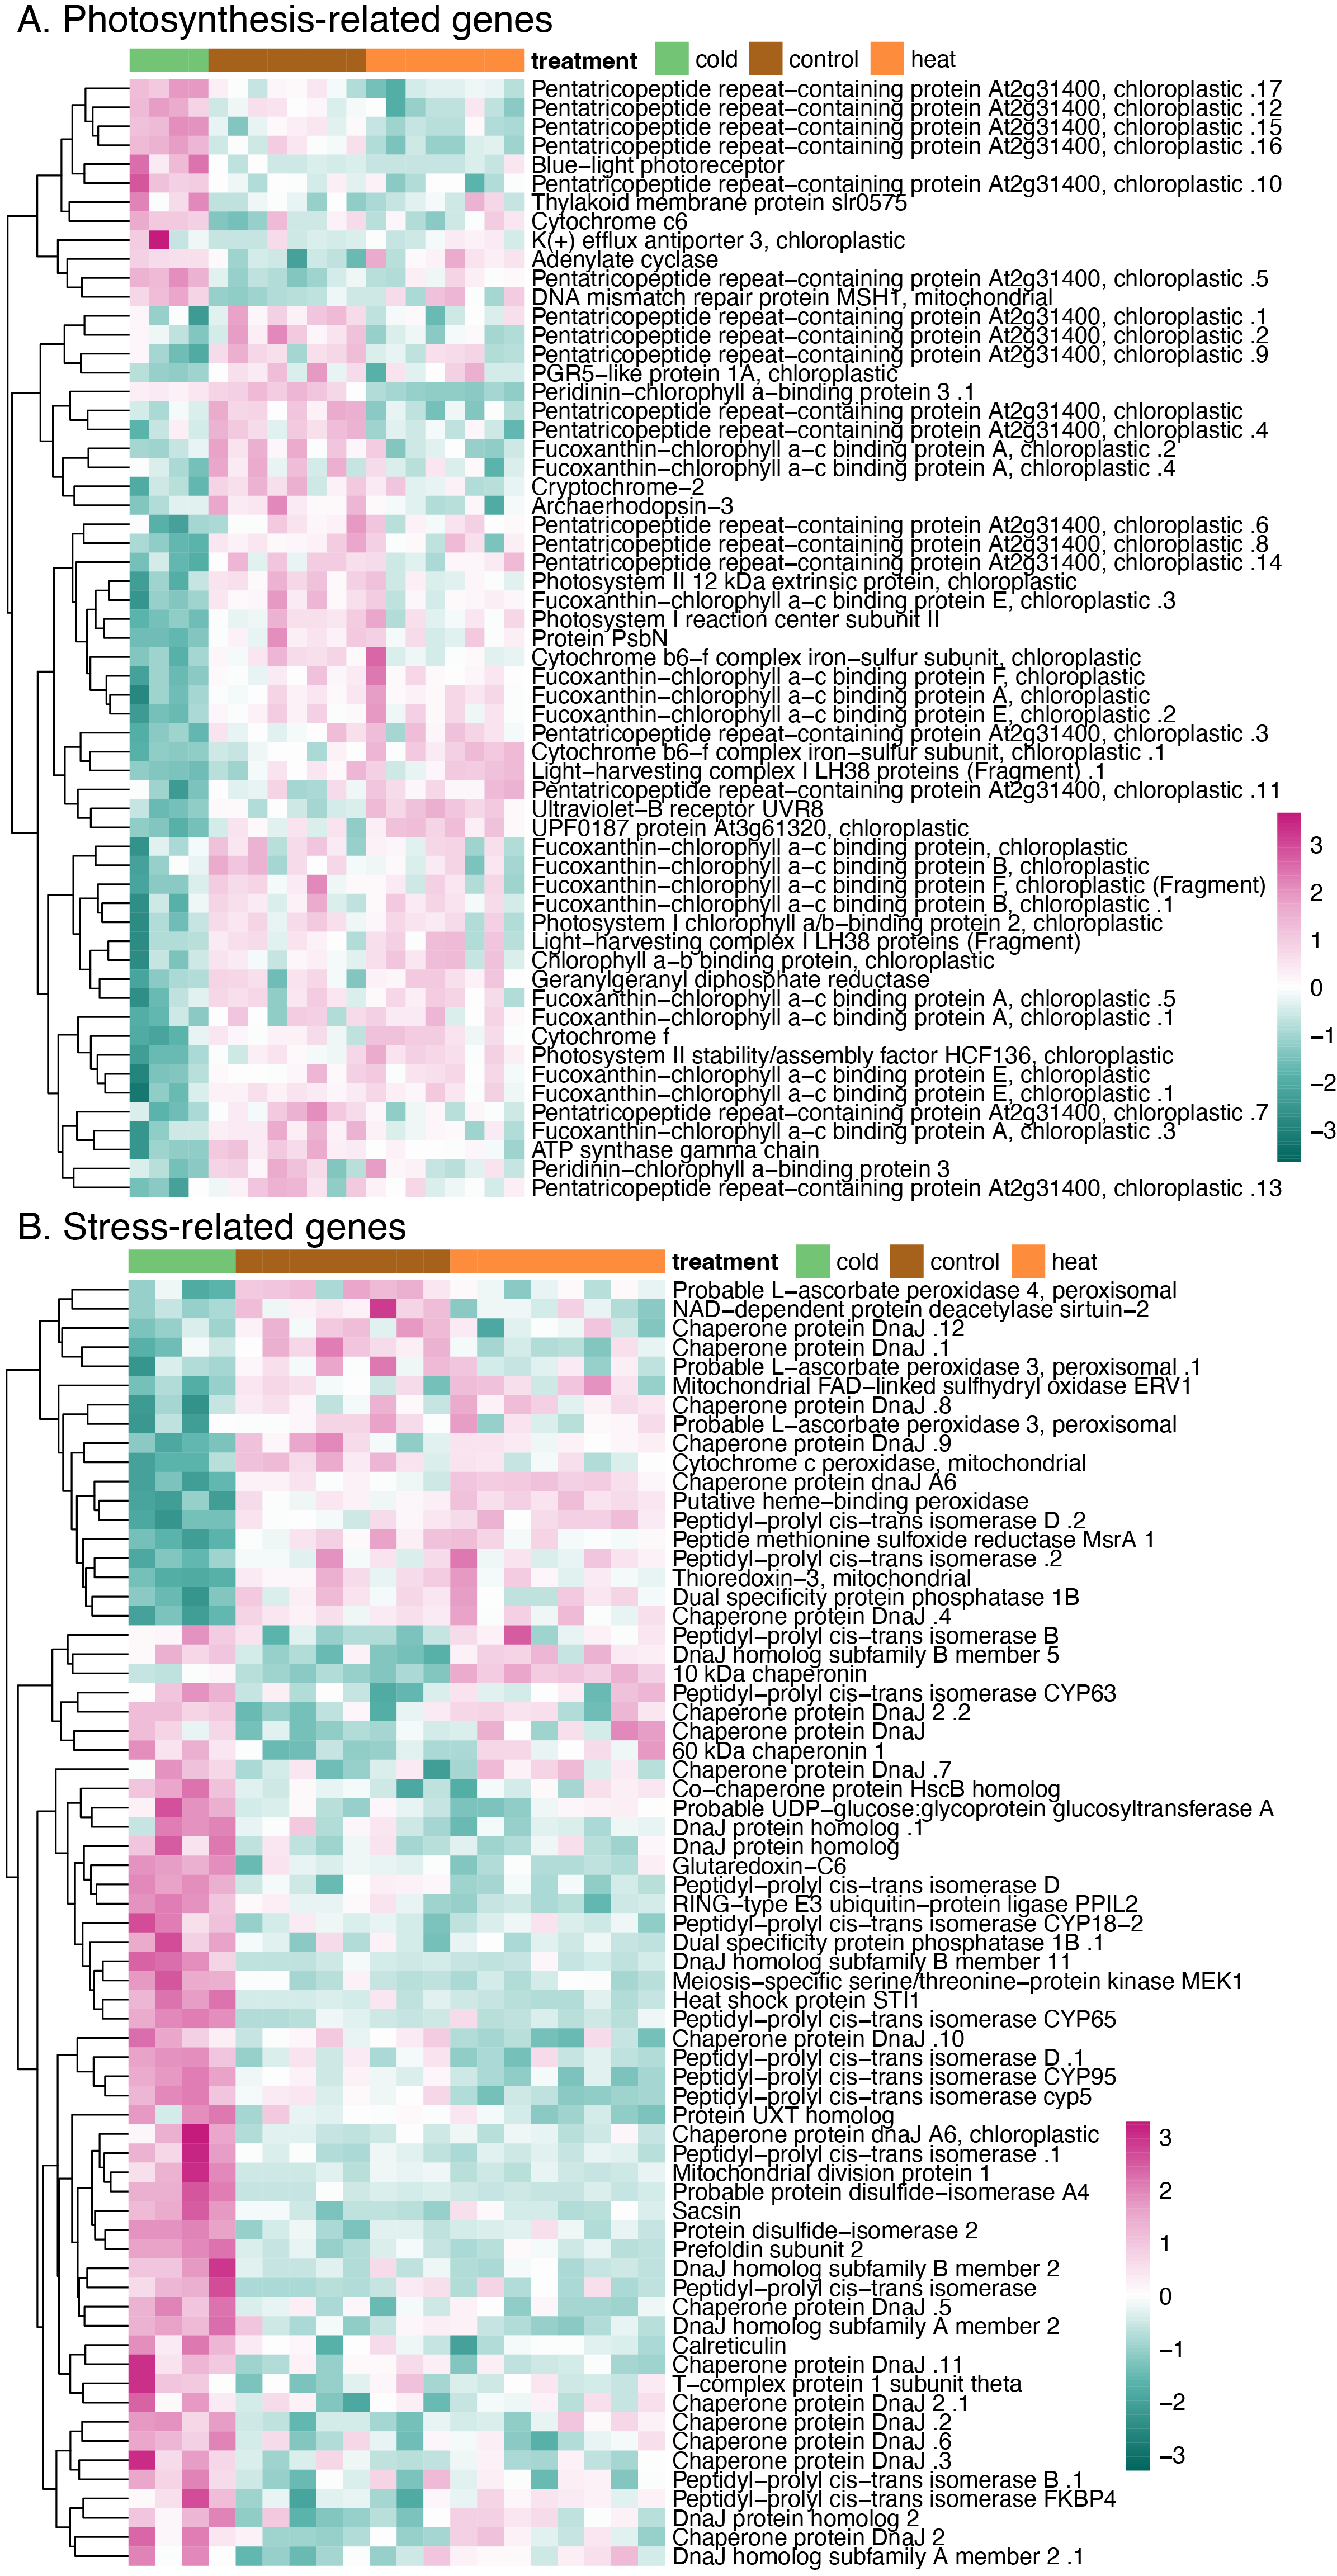 A. Photosynthesis-related genes
treatment cold control heat
Pentatricopeptide repeat−containing protein At2g31400, chloroplastic .17
Pentatricopeptide repeat−containing protein At2g31400, chloroplastic .12
Pentatricopeptide repeat−containing protein At2g31400, chloroplastic .15
Pentatricopeptide repeat−containing protein At2g31400, chloroplastic .16
Blue−light photoreceptor
Pentatricopeptide repeat−containing protein At2g31400, chloroplastic .10
Thylakoid membrane protein slr0575
Cytochrome c6
K(+) efflux antiporter 3, chloroplastic
Adenylate cyclase
Pentatricopeptide repeat−containing protein At2g31400, chloroplastic .5
DNA mismatch repair protein MSH1, mitochondrial
Pentatricopeptide repeat−containing protein At2g31400, chloroplastic .1
Pentatricopeptide repeat−containing protein At2g31400, chloroplastic .2
Pentatricopeptide repeat−containing protein At2g31400, chloroplastic .9
PGR5−like protein 1A, chloroplastic
Peridinin−chlorophyll a−binding protein 3 .1
Pentatricopeptide repeat−containing protein At2g31400, chloroplastic
Pentatricopeptide repeat−containing protein At2g31400, chloroplastic .4
Fucoxanthin−chlorophyll a−c binding protein A, chloroplastic .2
Fucoxanthin−chlorophyll a−c binding protein A, chloroplastic .4
Cryptochrome−2
Archaerhodopsin−3
Pentatricopeptide repeat−containing protein At2g31400, chloroplastic .6
Pentatricopeptide repeat−containing protein At2g31400, chloroplastic .8
Pentatricopeptide repeat−containing protein At2g31400, chloroplastic .14
Photosystem II 12 kDa extrinsic protein, chloroplastic
Fucoxanthin−chlorophyll a−c binding protein E, chloroplastic .3
Photosystem I reaction center subunit II
Protein PsbN
Cytochrome b6−f complex iron−sulfur subunit, chloroplastic
Fucoxanthin−chlorophyll a−c binding protein F, chloroplastic
Fucoxanthin−chlorophyll a−c binding protein A, chloroplastic
Fucoxanthin−chlorophyll a−c binding protein E, chloroplastic .2
Pentatricopeptide repeat−containing protein At2g31400, chloroplastic .3
Cytochrome b6−f complex iron−sulfur subunit, chloroplastic .1
Light−harvesting complex I LH38 proteins (Fragment) .1
Pentatricopeptide repeat−containing protein At2g31400, chloroplastic .11
Ultraviolet−B receptor UVR8
UPF0187 protein At3g61320, chloroplastic
Fucoxanthin−chlorophyll a−c binding protein, chloroplastic
Fucoxanthin−chlorophyll a−c binding protein B, chloroplastic
Fucoxanthin−chlorophyll a−c binding protein F, chloroplastic (Fragment)
Fucoxanthin−chlorophyll a−c binding protein B, chloroplastic .1
Photosystem I chlorophyll a/b−binding protein 2, chloroplastic
Light−harvesting complex I LH38 proteins (Fragment)
Chlorophyll a−b binding protein, chloroplastic
Geranylgeranyl diphosphate reductase
Fucoxanthin−chlorophyll a−c binding protein A, chloroplastic .5
Fucoxanthin−chlorophyll a−c binding protein A, chloroplastic .1
Cytochrome f
Photosystem II stability/assembly factor HCF136, chloroplastic
Fucoxanthin−chlorophyll a−c binding protein E, chloroplastic
Fucoxanthin−chlorophyll a−c binding protein E, chloroplastic .1
Pentatricopeptide repeat−containing protein At2g31400, chloroplastic .7
Fucoxanthin−chlorophyll a−c binding protein A, chloroplastic .3
ATP synthase gamma chain
Peridinin−chlorophyll a−binding protein 3
Pentatricopeptide repeat−containing protein At2g31400, chloroplastic .13
3
2
1
0
−1
−2
−3
B. Stress-related genes
treatment cold control heat
Probable L−ascorbate peroxidase 4, peroxisomal
NAD−dependent protein deacetylase sirtuin−2
Chaperone protein DnaJ .12
Chaperone protein DnaJ .1
Probable L−ascorbate peroxidase 3, peroxisomal .1
Mitochondrial FAD−linked sulfhydryl oxidase ERV1
Chaperone protein DnaJ .8
Probable L−ascorbate peroxidase 3, peroxisomal
Chaperone protein DnaJ .9
Cytochrome c peroxidase, mitochondrial
Chaperone protein dnaJ A6
Putative heme−binding peroxidase
Peptidyl−prolyl cis−trans isomerase D .2
Peptide methionine sulfoxide reductase MsrA 1
Peptidyl−prolyl cis−trans isomerase .2
Thioredoxin−3, mitochondrial
Dual specificity protein phosphatase 1B
Chaperone protein DnaJ .4
Peptidyl−prolyl cis−trans isomerase B
DnaJ homolog subfamily B member 5
10 kDa chaperonin
Peptidyl−prolyl cis−trans isomerase CYP63
Chaperone protein DnaJ 2 .2
Chaperone protein DnaJ
60 kDa chaperonin 1
Chaperone protein DnaJ .7
Co−chaperone protein HscB homolog
Probable UDP−glucose:glycoprotein glucosyltransferase A
DnaJ protein homolog .1
DnaJ protein homolog
Glutaredoxin−C6
Peptidyl−prolyl cis−trans isomerase D
RING−type E3 ubiquitin−protein ligase PPIL2
Peptidyl−prolyl cis−trans isomerase CYP18−2
Dual specificity protein phosphatase 1B .1
DnaJ homolog subfamily B member 11
Meiosis−specific serine/threonine−protein kinase MEK1
Heat shock protein STI1
Peptidyl−prolyl cis−trans isomerase CYP65
Chaperone protein DnaJ .10
Peptidyl−prolyl cis−trans isomerase D .1
Peptidyl−prolyl cis−trans isomerase CYP95
Peptidyl−prolyl cis−trans isomerase cyp5
Protein UXT homolog
Chaperone protein dnaJ A6, chloroplastic
Peptidyl−prolyl cis−trans isomerase .1
Mitochondrial division protein 1
Probable protein disulfide−isomerase A4
Sacsin
Protein disulfide−isomerase 2
Prefoldin subunit 2
DnaJ homolog subfamily B member 2
Peptidyl−prolyl cis−trans isomerase
Chaperone protein DnaJ .5
DnaJ homolog subfamily A member 2
Calreticulin
Chaperone protein DnaJ .11
T−complex protein 1 subunit theta
Chaperone protein DnaJ 2 .1
Chaperone protein DnaJ .2
Chaperone protein DnaJ .6
Chaperone protein DnaJ .3
Peptidyl−prolyl cis−trans isomerase B .1
Peptidyl−prolyl cis−trans isomerase FKBP4
DnaJ protein homolog 2
Chaperone protein DnaJ 2
DnaJ homolog subfamily A member 2 .1
3
2
1
0
−1
−2
−3